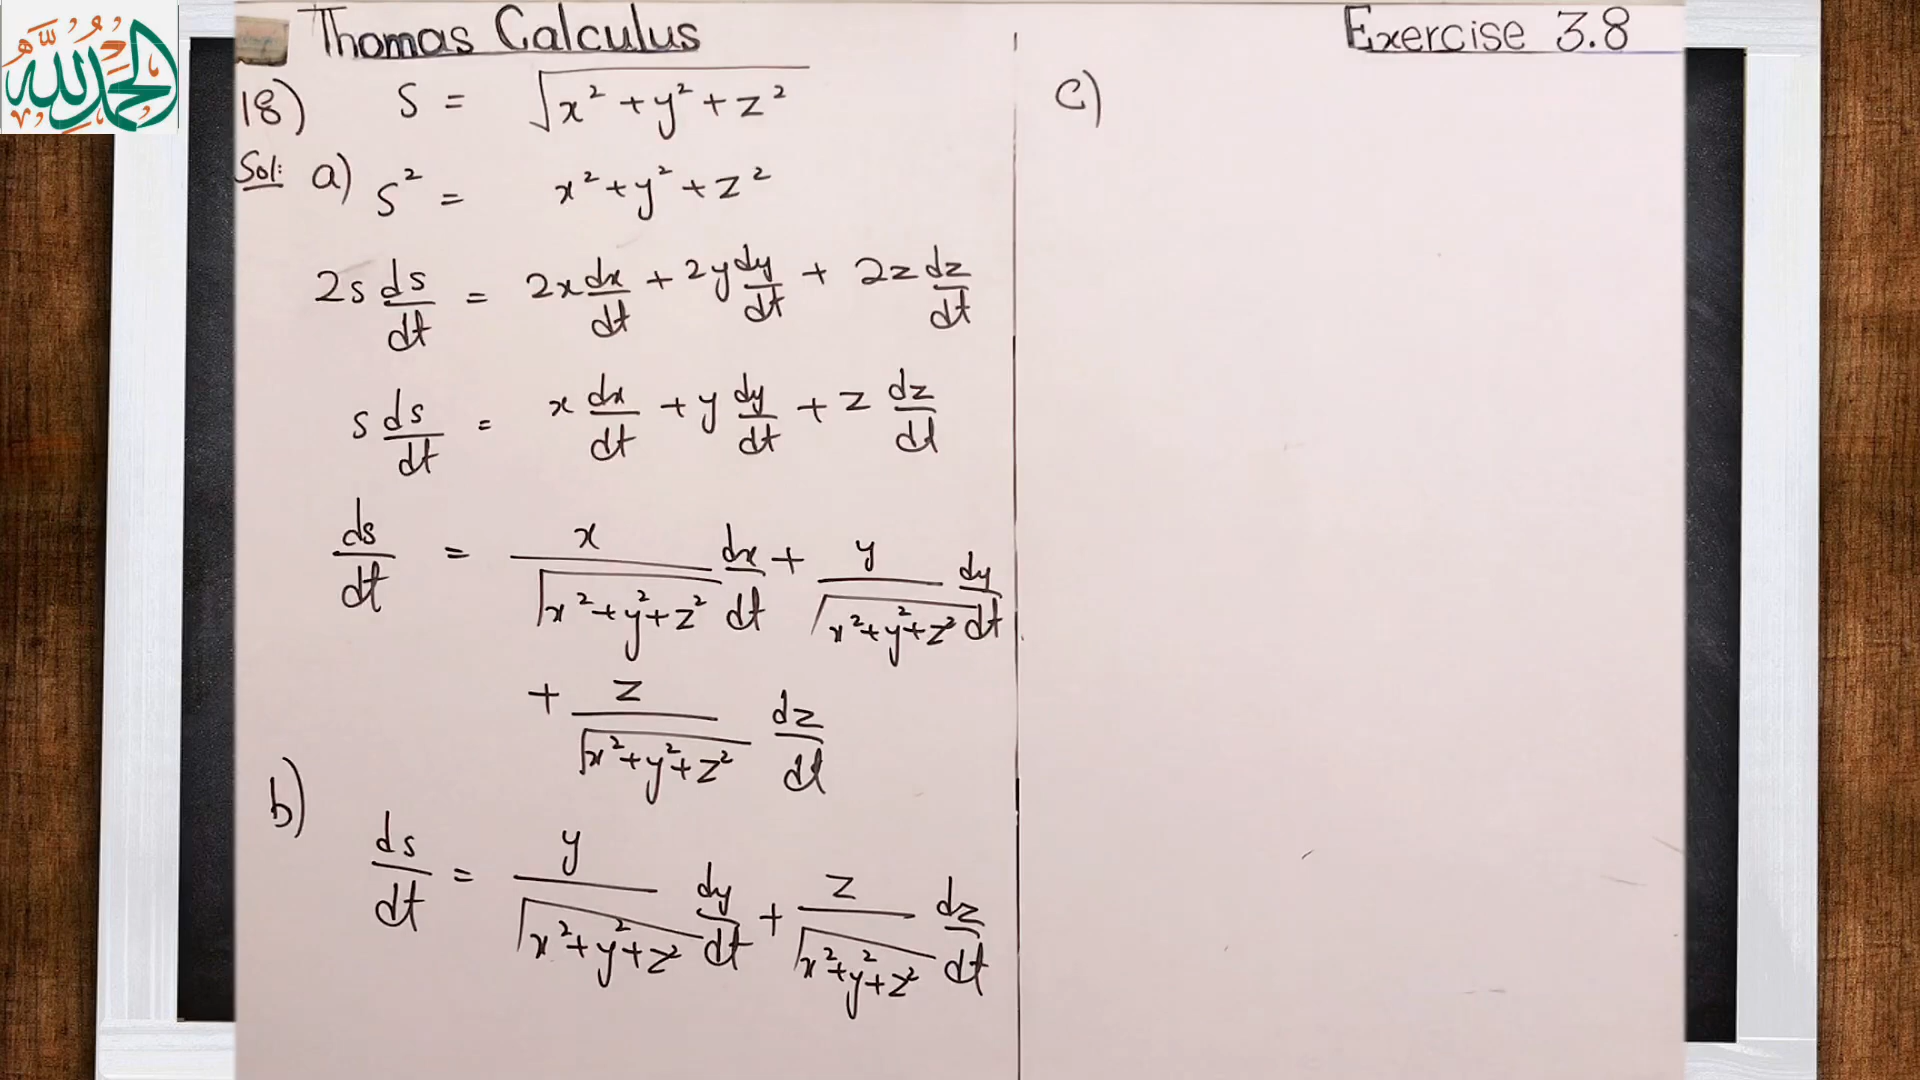 الحمد لله
Thomas Calculus
Exercise 3.8
18) S = √x² + y² + z²
Sol: a) S² = x² + y² + z²
2s ds/dt = 2x dx/dt + 2y dy/dt + 2z dz/dt
s ds/dt = x dx/dt + y dy/dt + z dz/dt
ds/dt = x/√x² + y² + z² dx/dt + y/√x² + y² + z² dy/dt
+ z/√x² + y² + z² dz/dt
b)
ds/dt = y/√x² + y² + z² dy/dt + z/√x² + y² + z² dz/dt
c)